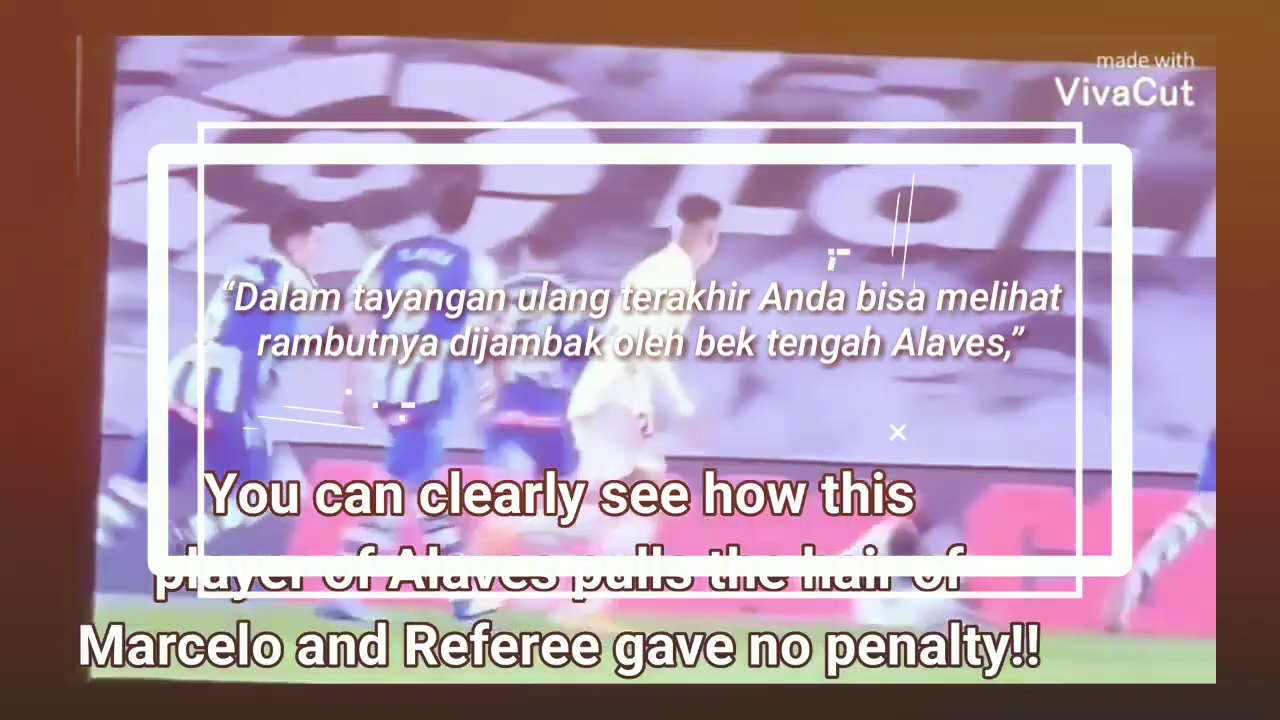 made with
VivaCut
LaLi
“Dalam tayangan ulang terakhir Anda bisa melihat
rambutnya dijambak oleh bek tengah Alaves,”
You can clearly see how this
player of Alaves pulls the hair of
Marcelo and Referee gave no penalty!!